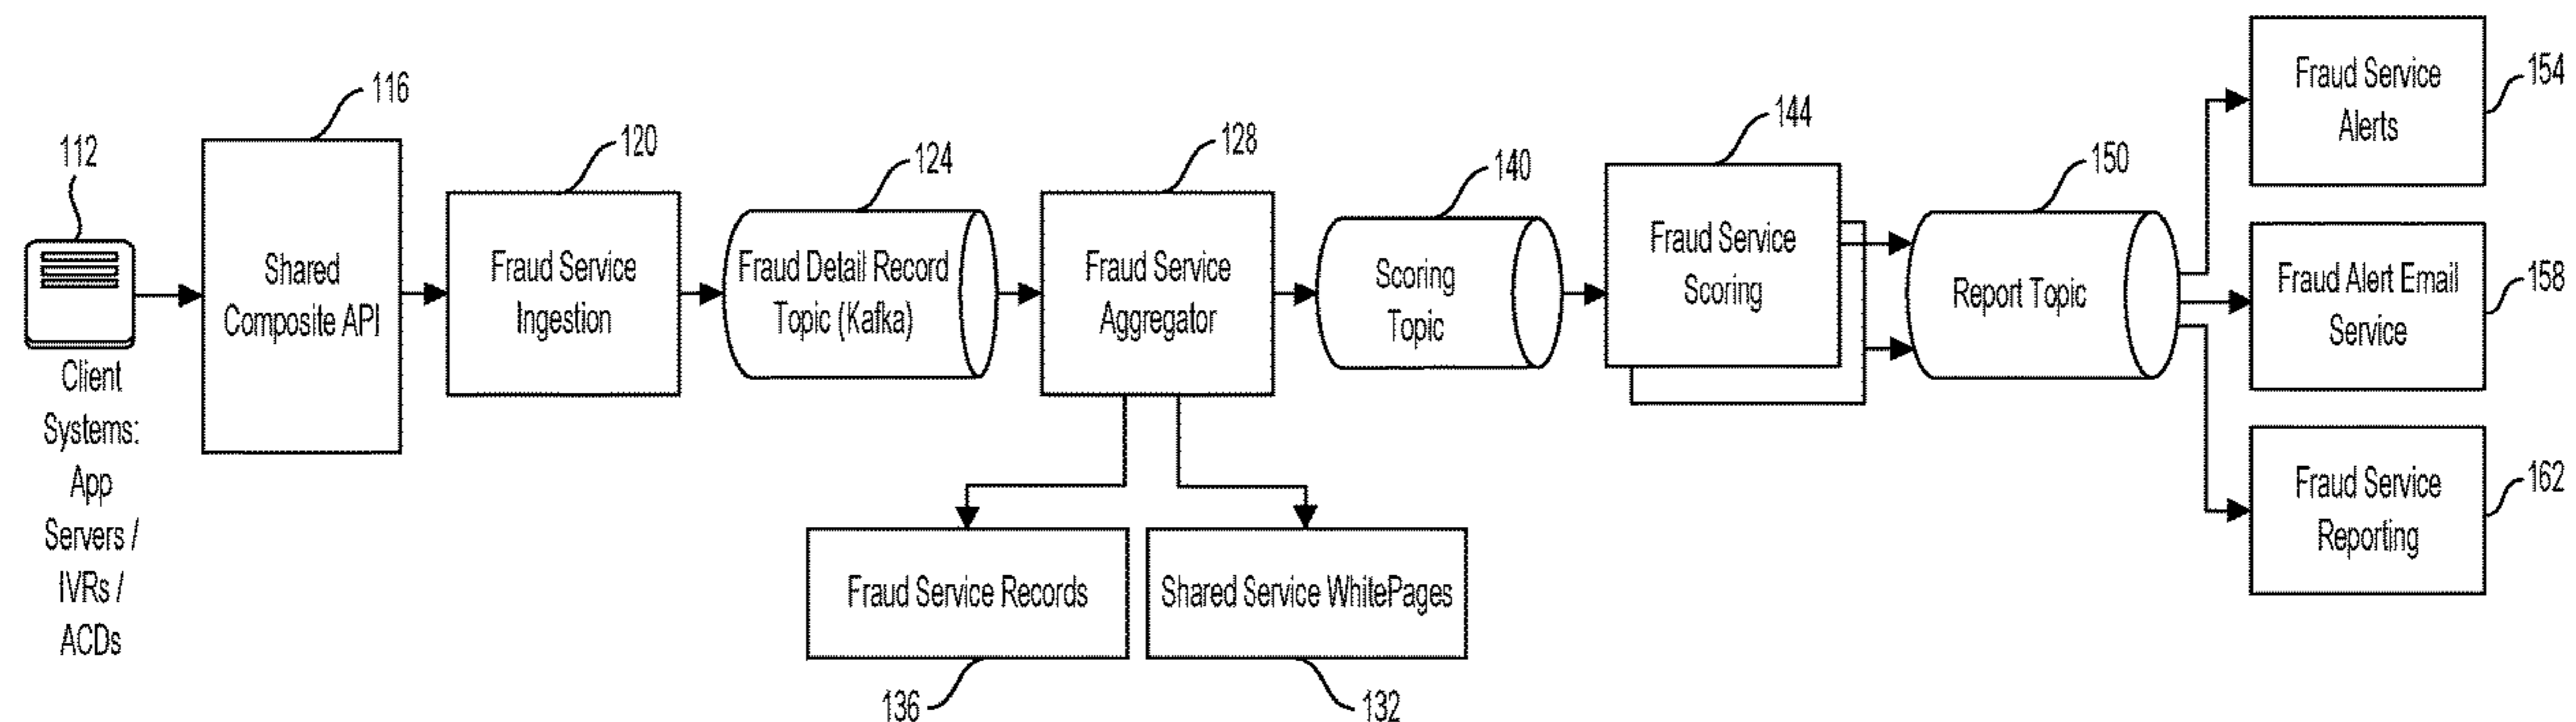 112
Client
Systems:
App
Servers /
IVRs /
ACDs
116
Shared
Composite API
120
Fraud Service
Ingestion
124
Fraud Detail Record
Topic (Kafka)
128
Fraud Service
Aggregator
Fraud Service Records
136
Shared Service WhitePages
132
140
Scoring
Topic
144
Fraud Service
Scoring
150
Report Topic
Fraud Service
Alerts
154
Fraud Alert Email
Service
158
Fraud Service
Reporting
162